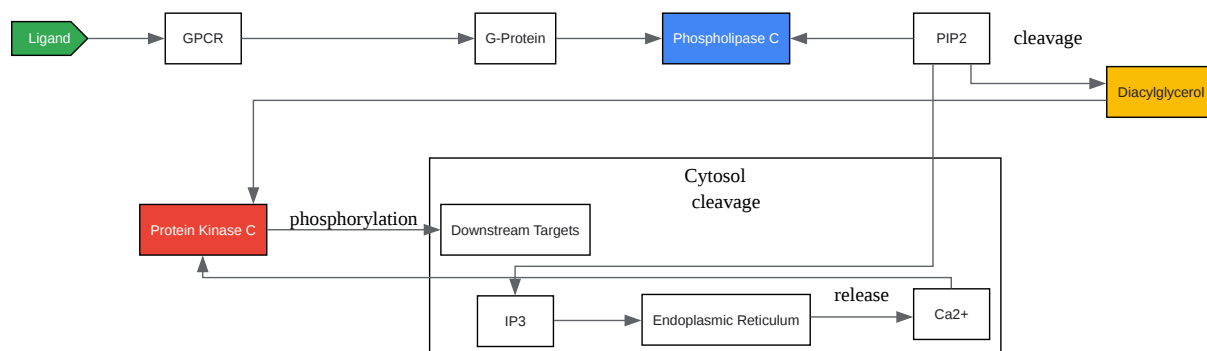 Ligand
GPCR
G-Protein
Phospholipase C
PIP2
cleavage
Diacylglycerol
Cytosol
cleavage
Protein Kinase C
phosphorylation
Downstream Targets
IP3
Endoplasmic Reticulum
release
Ca2+